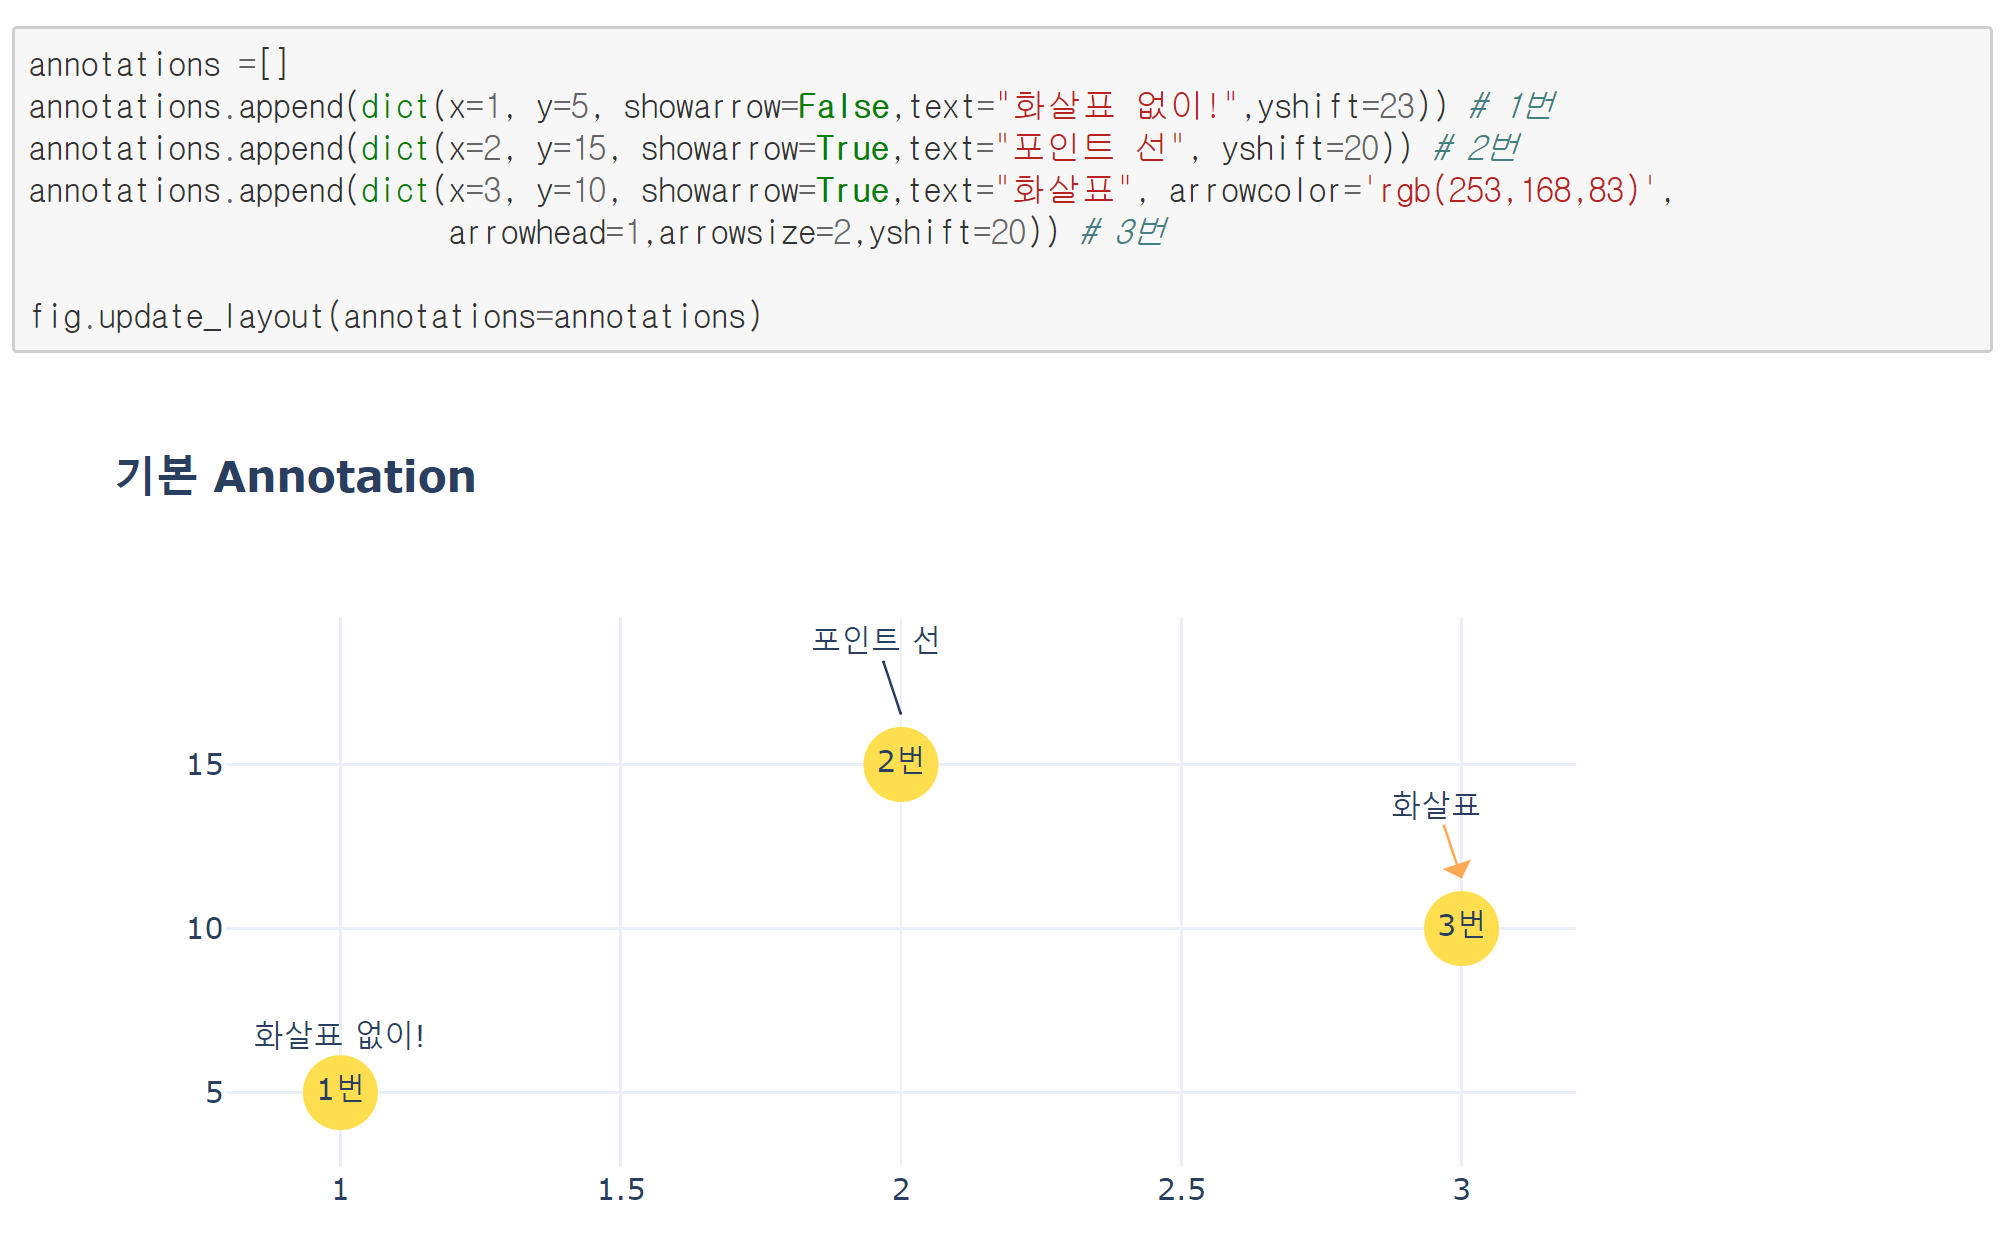 annotations =[]
annotations.append(dict(x=1, y=5, showarrow=False,text="화살표 없이!",yshift=23)) # 1번
annotations.append(dict(x=2, y=15, showarrow=True,text="포인트 선", yshift=20)) # 2번
annotations.append(dict(x=3, y=10, showarrow=True,text="화살표", arrowcolor='rgb(253,168,83)',
arrowhead=1,arrowsize=2,yshift=20)) # 3번
fig.update_layout(annotations=annotations)
기본 Annotation
포인트 선
15
2번
화살표
10
3번
화살표 없이!
5
1번
1 1.5 2 2.5 3